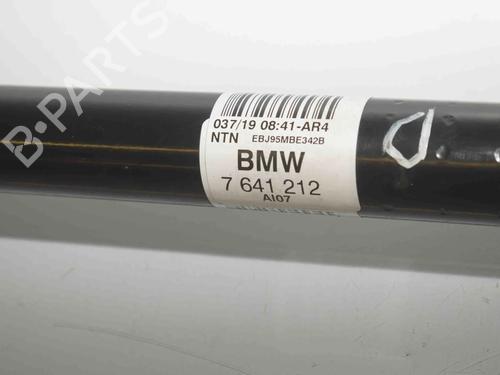 037/19 08:41-AR4
NTN EBJ95MBE342B
BMW
7 641 212
AI07
D
B-PARTS